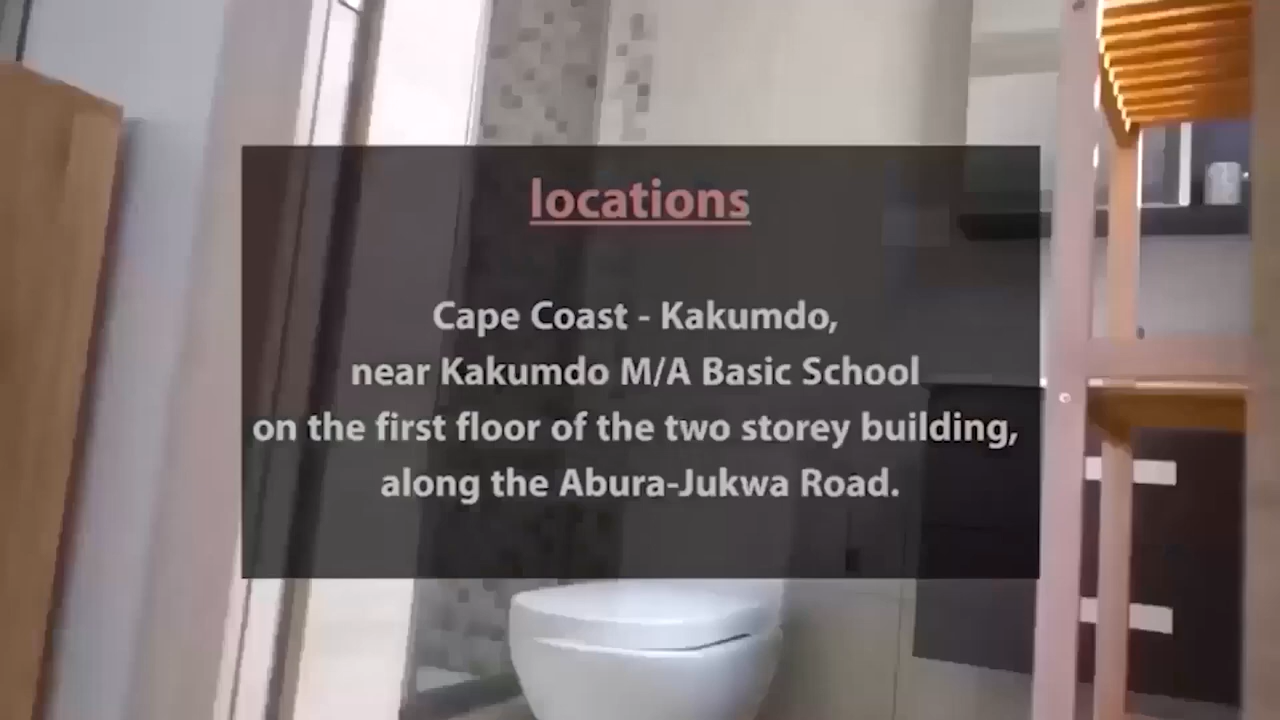 locations
Cape Coast - Kakumdo,
near Kakumdo M/A Basic School
on the first floor of the two storey building,
along the Abura-Jukwa Road.